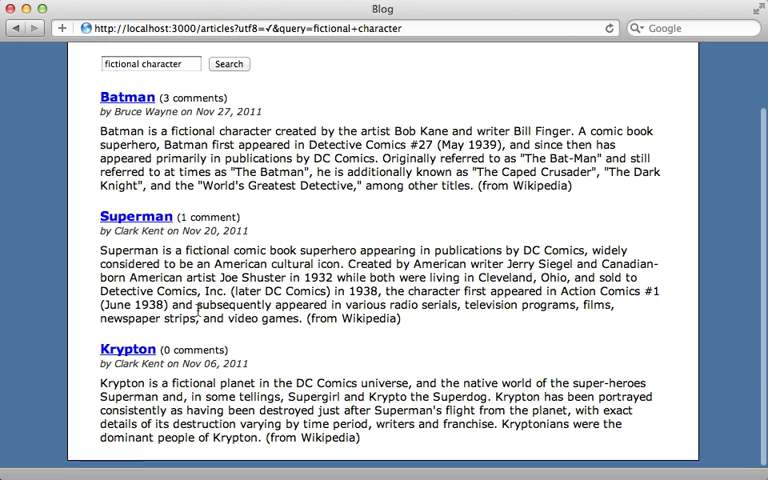 Blog
http://localhost:3000/articles?utf8=✓&query=fictional+character
Google
fictional character Search
Batman (3 comments)
by Bruce Wayne on Nov 27, 2011
Batman is a fictional character created by the artist Bob Kane and writer Bill Finger. A comic book
superhero, Batman first appeared in Detective Comics #27 (May 1939), and since then has
appeared primarily in publications by DC Comics. Originally referred to as "The Bat-Man" and still
referred to at times as "The Batman", he is additionally known as "The Caped Crusader", "The Dark
Knight", and the "World's Greatest Detective," among other titles. (from Wikipedia)
Superman (1 comment)
by Clark Kent on Nov 20, 2011
Superman is a fictional comic book superhero appearing in publications by DC Comics, widely
considered to be an American cultural icon. Created by American writer Jerry Siegel and Canadian-
born American artist Joe Shuster in 1932 while both were living in Cleveland, Ohio, and sold to
Detective Comics, Inc. (later DC Comics) in 1938, the character first appeared in Action Comics #1
(June 1938) and subsequently appeared in various radio serials, television programs, films,
newspaper strips, and video games. (from Wikipedia)
Krypton (0 comments)
by Clark Kent on Nov 06, 2011
Krypton is a fictional planet in the DC Comics universe, and the native world of the super-heroes
Superman and, in some tellings, Supergirl and Krypto the Superdog. Krypton has been portrayed
consistently as having been destroyed just after Superman's flight from the planet, with exact
details of its destruction varying by time period, writers and franchise. Kryptonians were the
dominant people of Krypton. (from Wikipedia)